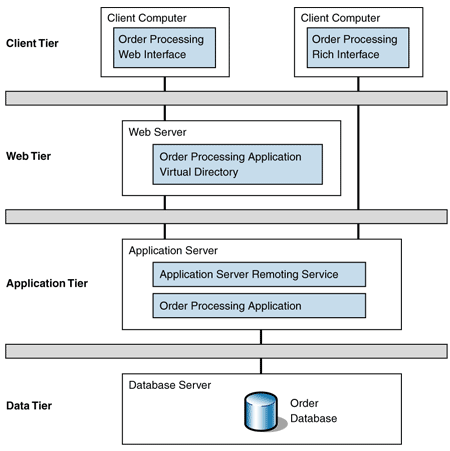 Client Computer
Client Computer
Client Tier
Order Processing
Web Interface
Order Processing
Rich Interface
Web Server
Web Tier
Order Processing Application
Virtual Directory
Application Server
Application Server Remoting Service
Application Tier
Order Processing Application
Database Server
Data Tier
Order
Database